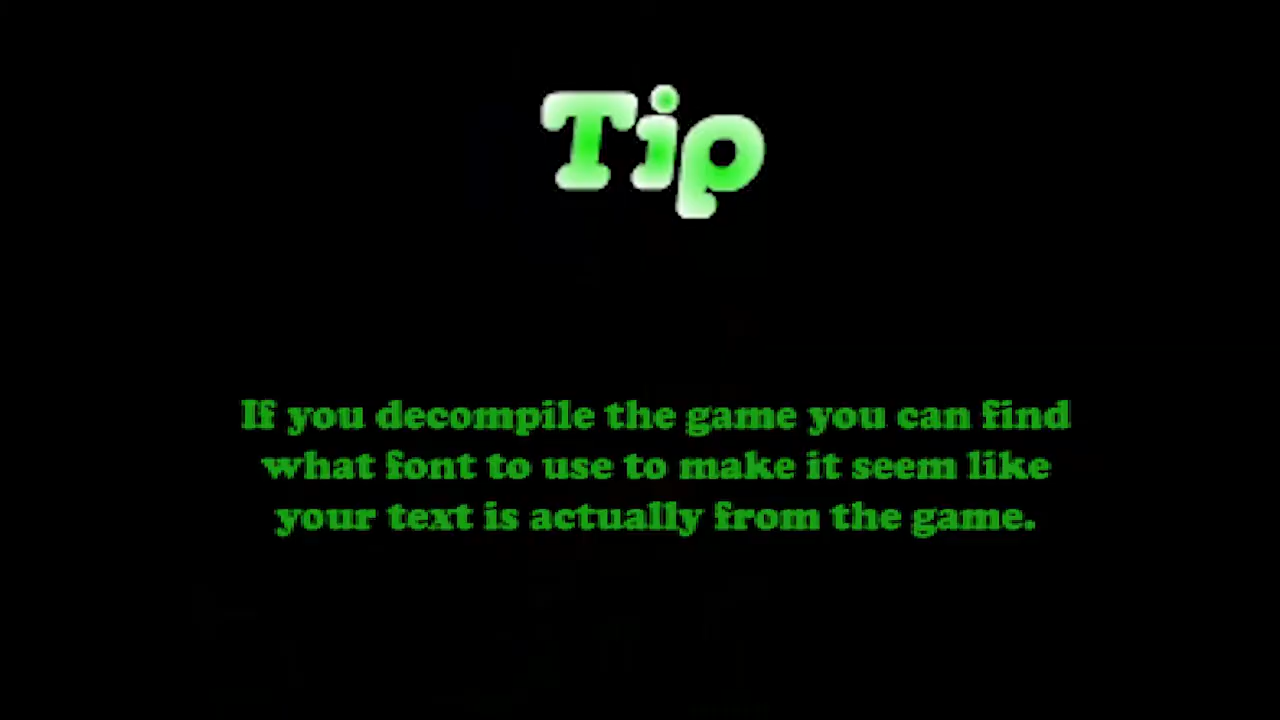 Tip
If you decompile the game you can find
what font to use to make it seem like
your text is actually from the game.